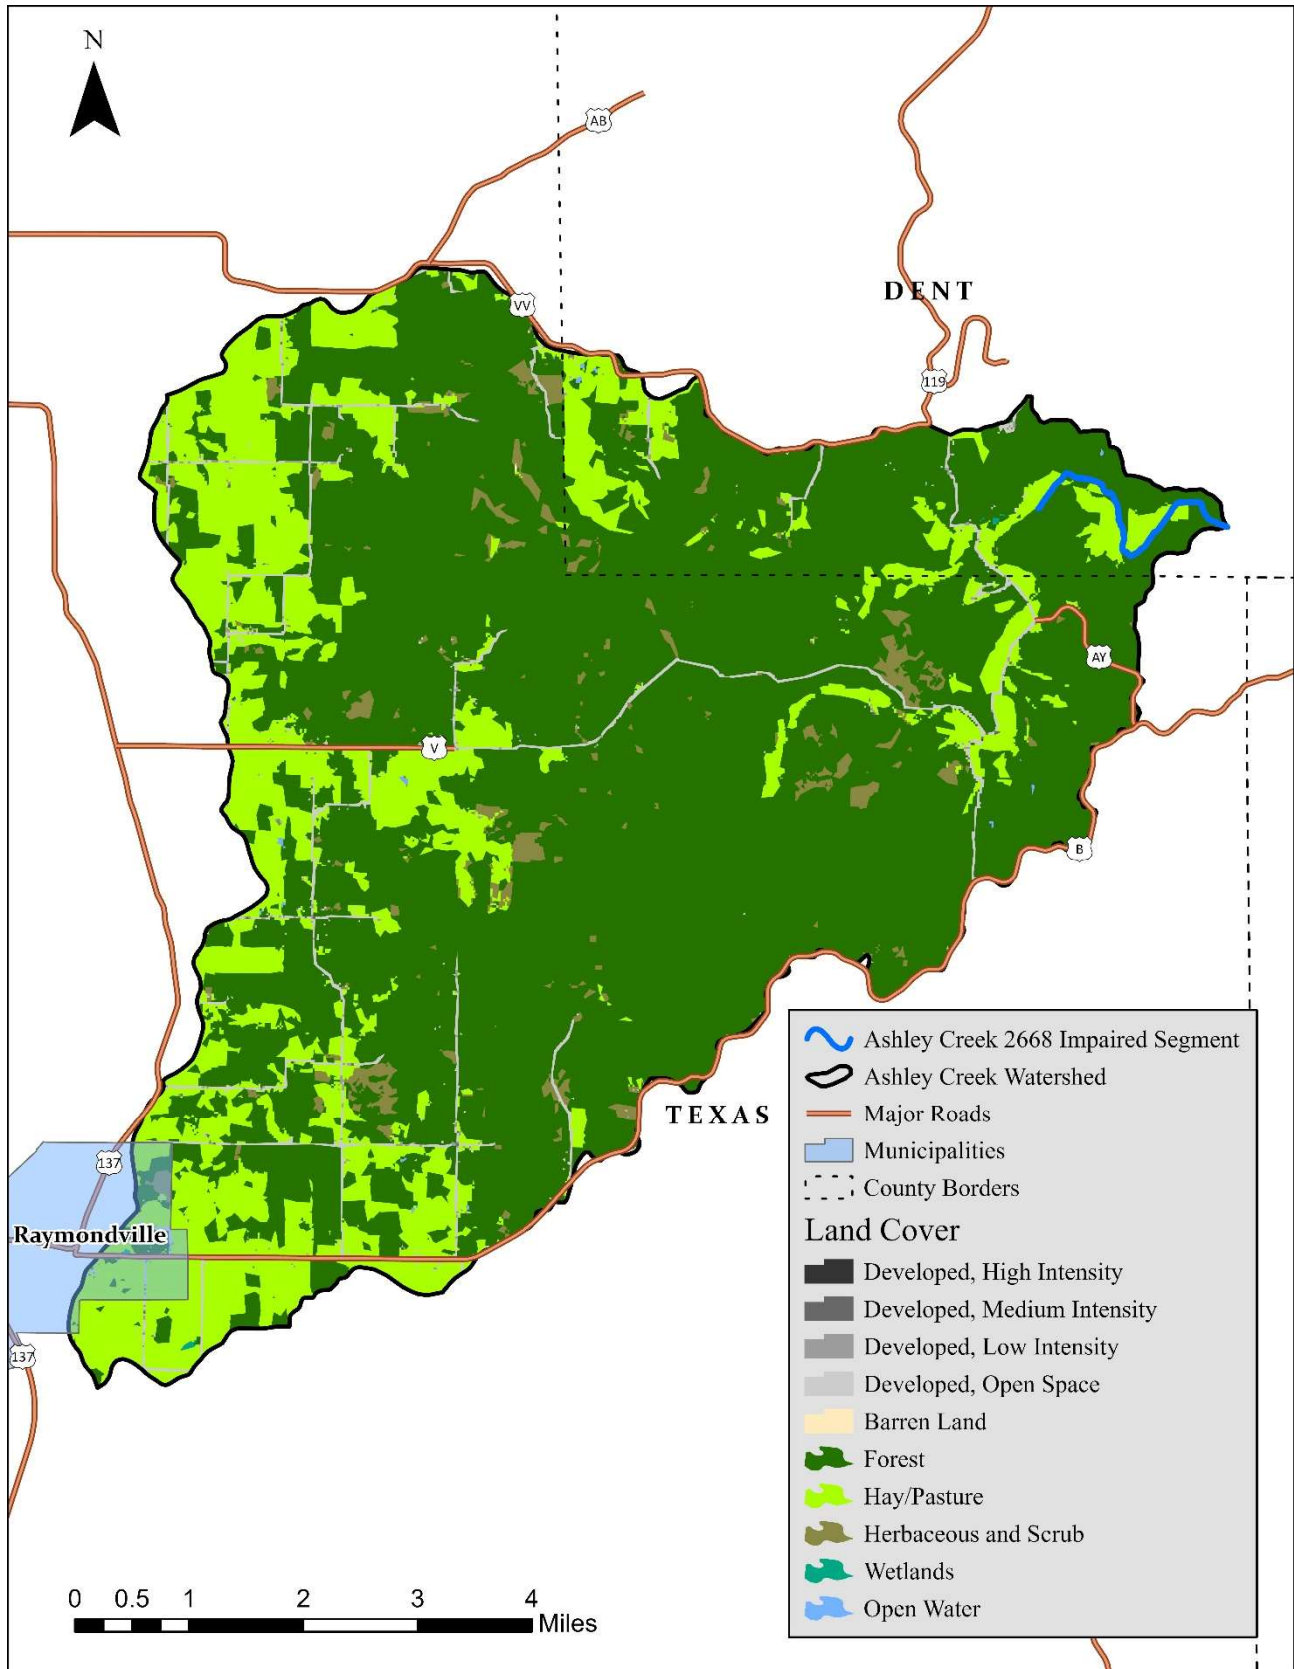 N
AB
DENT
VV
119
AY
V
B
TEXAS
137
Raymondville
137
Ashley Creek 2668 Impaired Segment
Ashley Creek Watershed
Major Roads
Municipalities
County Borders
Land Cover
Developed, High Intensity
Developed, Medium Intensity
Developed, Low Intensity
Developed, Open Space
Barren Land
Forest
Hay/Pasture
Herbaceous and Scrub
Wetlands
Open Water
0 0.5 1 2 3 4
Miles